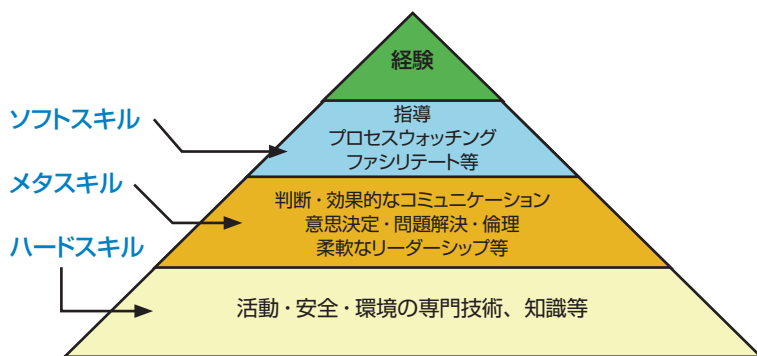 経験
ソフトスキル
指導
プロセスウォッチング
ファシリテート等
メタスキル
判断・効果的なコミュニケーション
意思決定・問題解決・倫理
柔軟なリーダーシップ等
ハードスキル
活動・安全・環境の専門技術、知識等